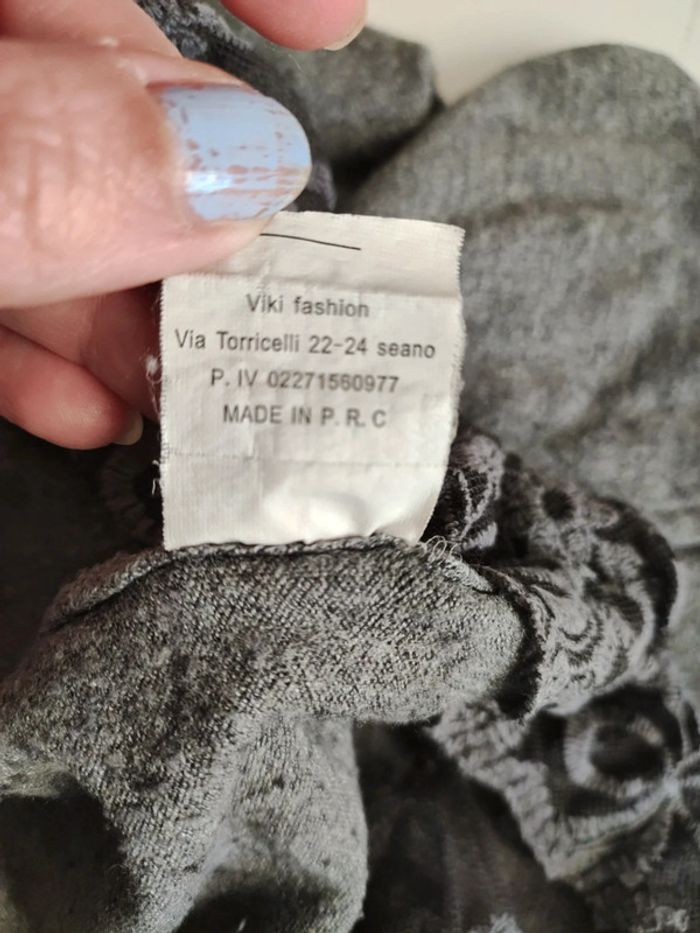 Viki fashion
Via Torricelli 22-24 seano
P. IV 02271560977
MADE IN P. R. C